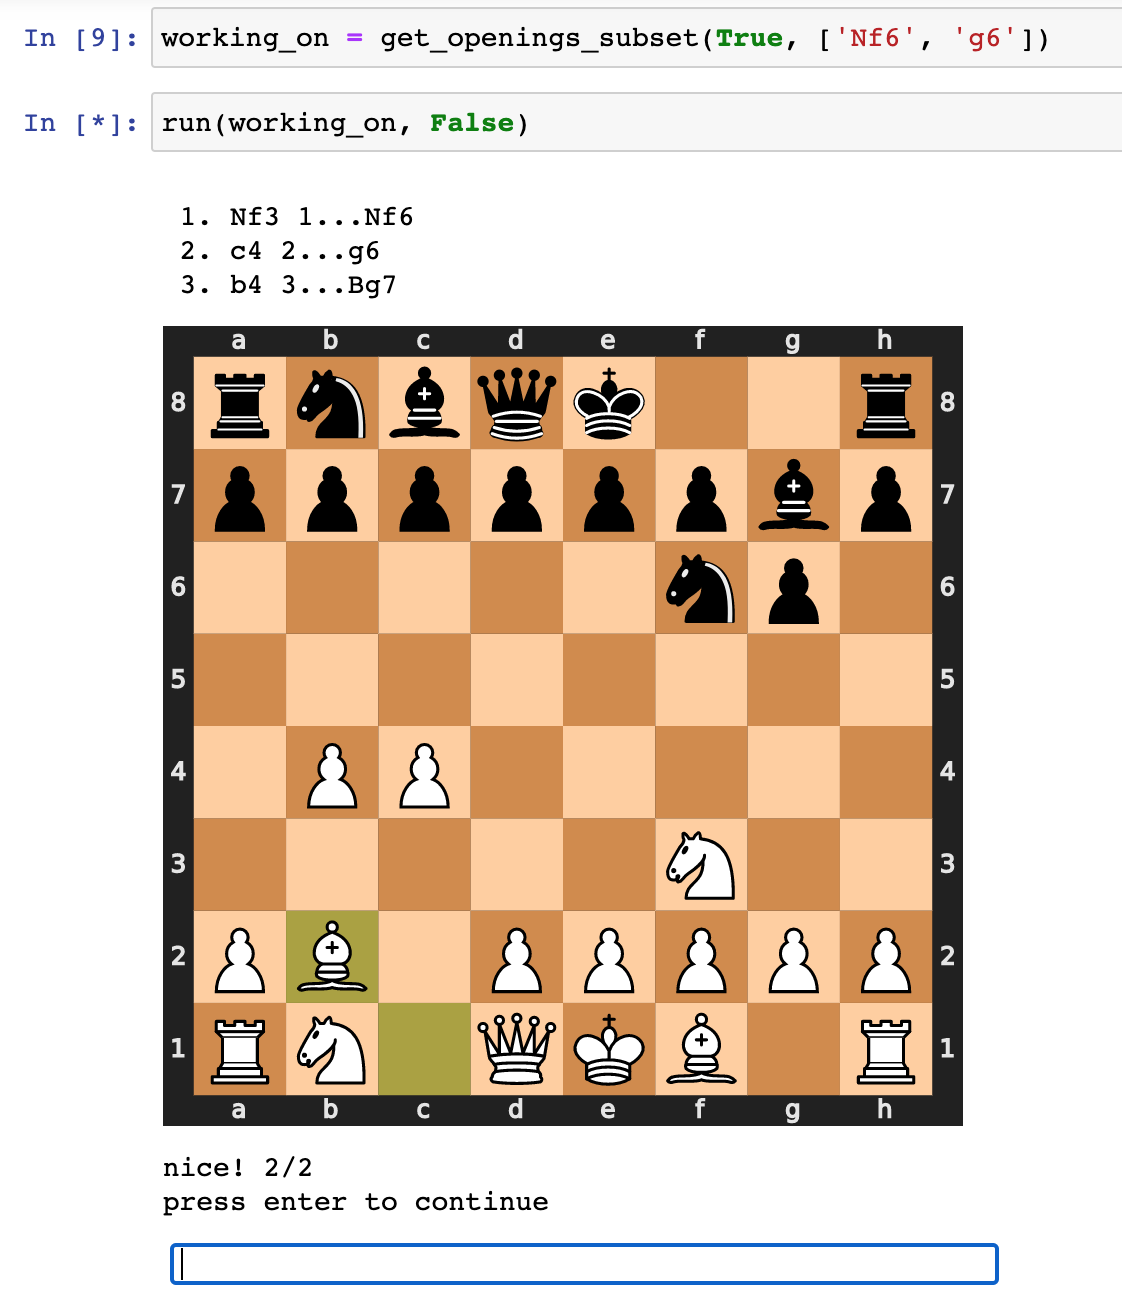 In [9]: working_on = get_openings_subset(True, ['Nf6', 'g6'])
In [*]: run(working_on, False)
1. Nf3 1...Nf6
2. c4 2...g6
3. b4 3...Bg7
a b c d e f g h
8 8
7 7
6 6
5 5
4 4
3 3
2 2
1 1
a b c d e f g h
nice! 2/2
press enter to continue